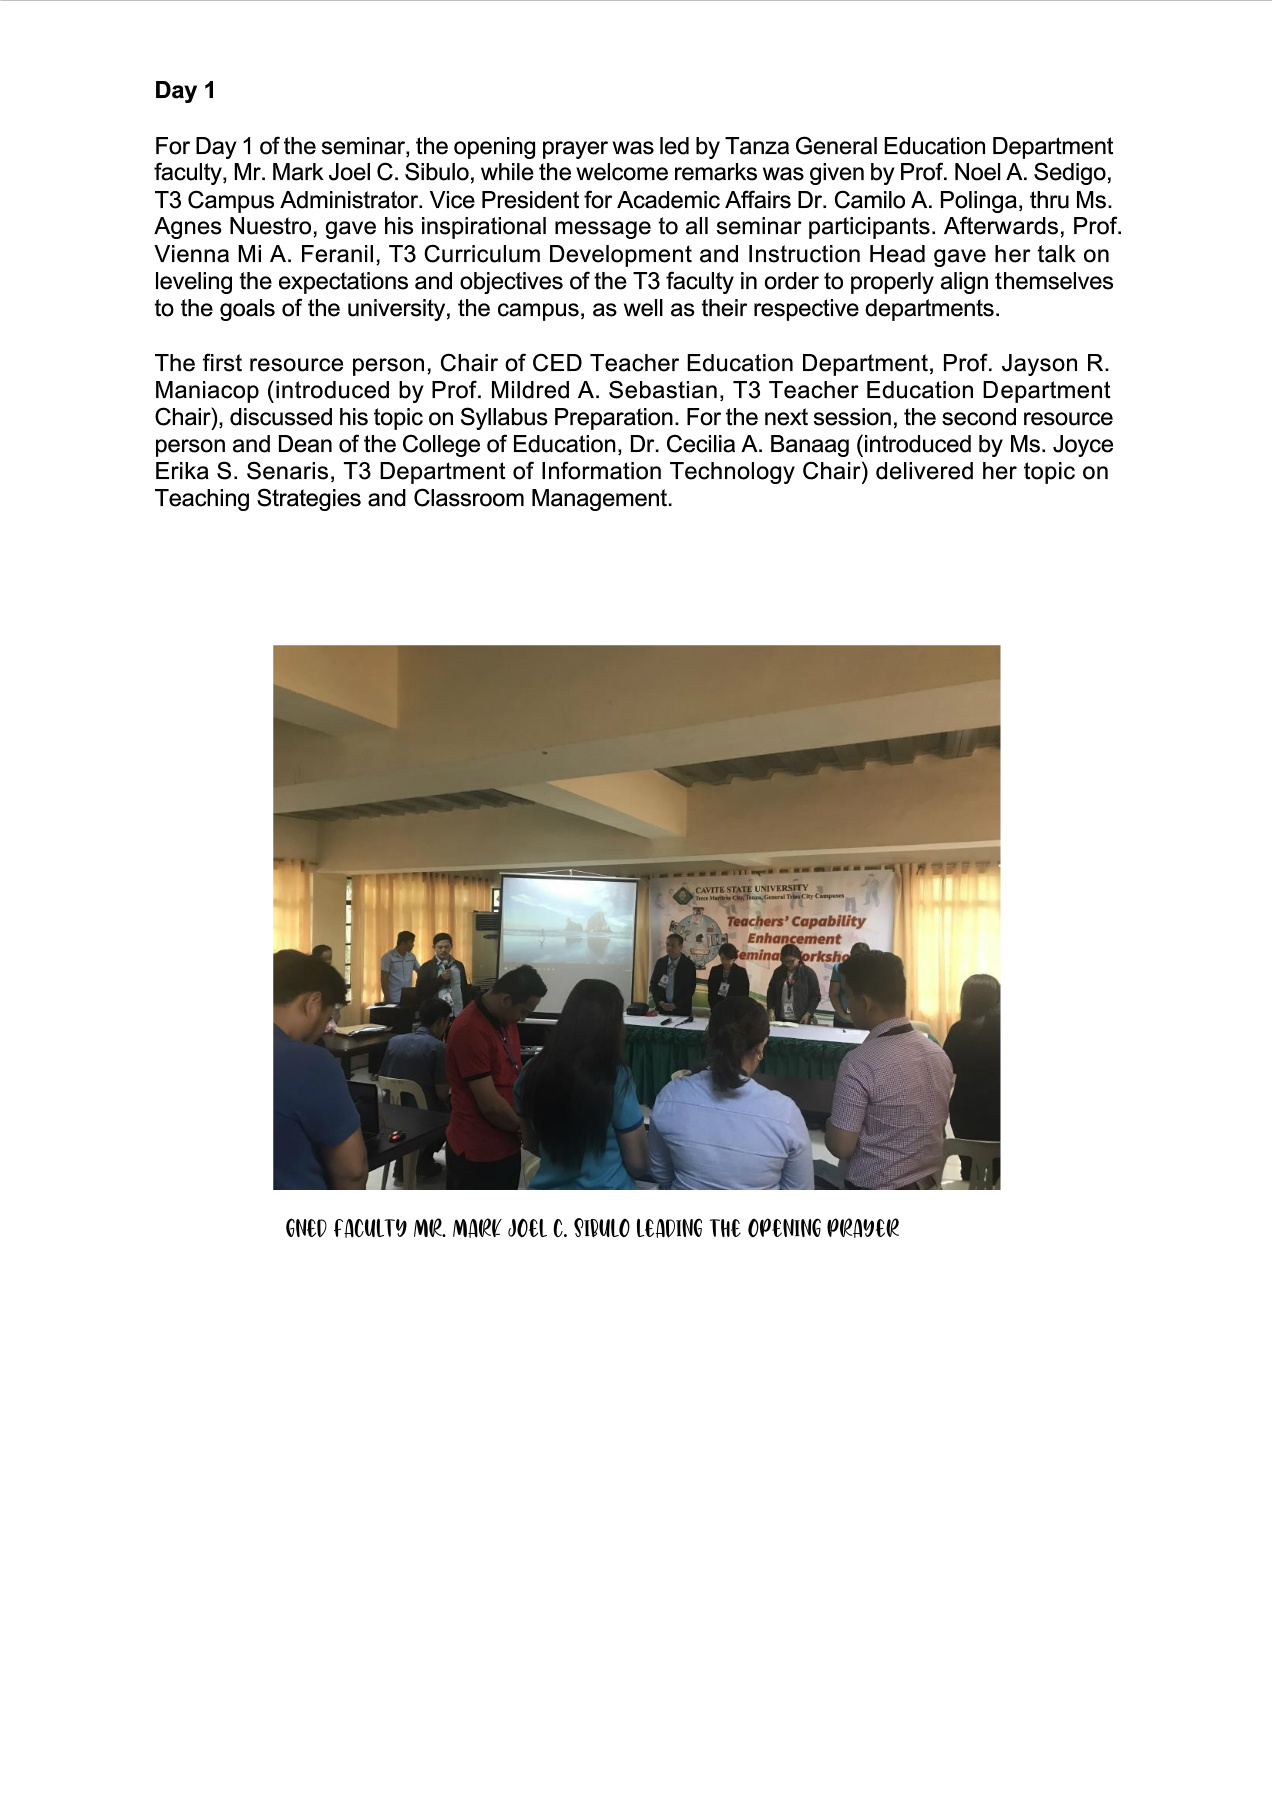 Day 1
For Day 1 of the seminar, the opening prayer was led by Tanza General Education Department
faculty, Mr. Mark Joel C. Sibulo, while the welcome remarks was given by Prof. Noel A. Sedigo,
T3 Campus Administrator. Vice President for Academic Affairs Dr. Camilo A. Polinga, thru Ms.
Agnes Nuestro, gave his inspirational message to all seminar participants. Afterwards, Prof.
Vienna Mi A. Feranil, T3 Curriculum Development and Instruction Head gave her talk on
leveling the expectations and objectives of the T3 faculty in order to properly align themselves
to the goals of the university, the campus, as well as their respective departments.
The first resource person, Chair of CED Teacher Education Department, Prof. Jayson R.
Maniacop (introduced by Prof. Mildred A. Sebastian, T3 Teacher Education Department
Chair), discussed his topic on Syllabus Preparation. For the next session, the second resource
person and Dean of the College of Education, Dr. Cecilia A. Banaag (introduced by Ms. Joyce
Erika S. Senaris, T3 Department of Information Technology Chair) delivered her topic on
Teaching Strategies and Classroom Management.
CAVITE STATE UNIVERSITY
Trece Martires City, Tanza, General Trias City Campuses
Teachers' Capability
Enhancement
Seminar Workshop
GNED FACULTY MR. MARK JOEL C. SIBULO LEADING THE OPENING PRAYER